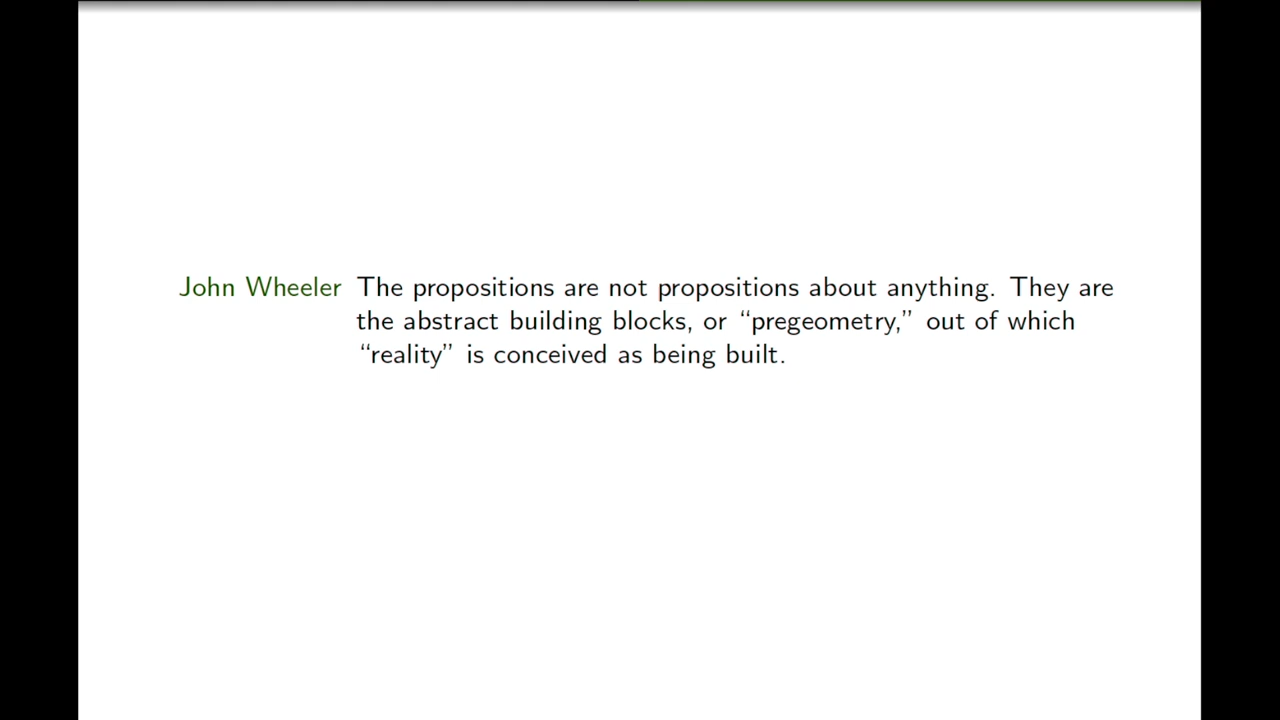 John Wheeler The propositions are not propositions about anything. They are
the abstract building blocks, or “pregeometry,” out of which
“reality” is conceived as being built.